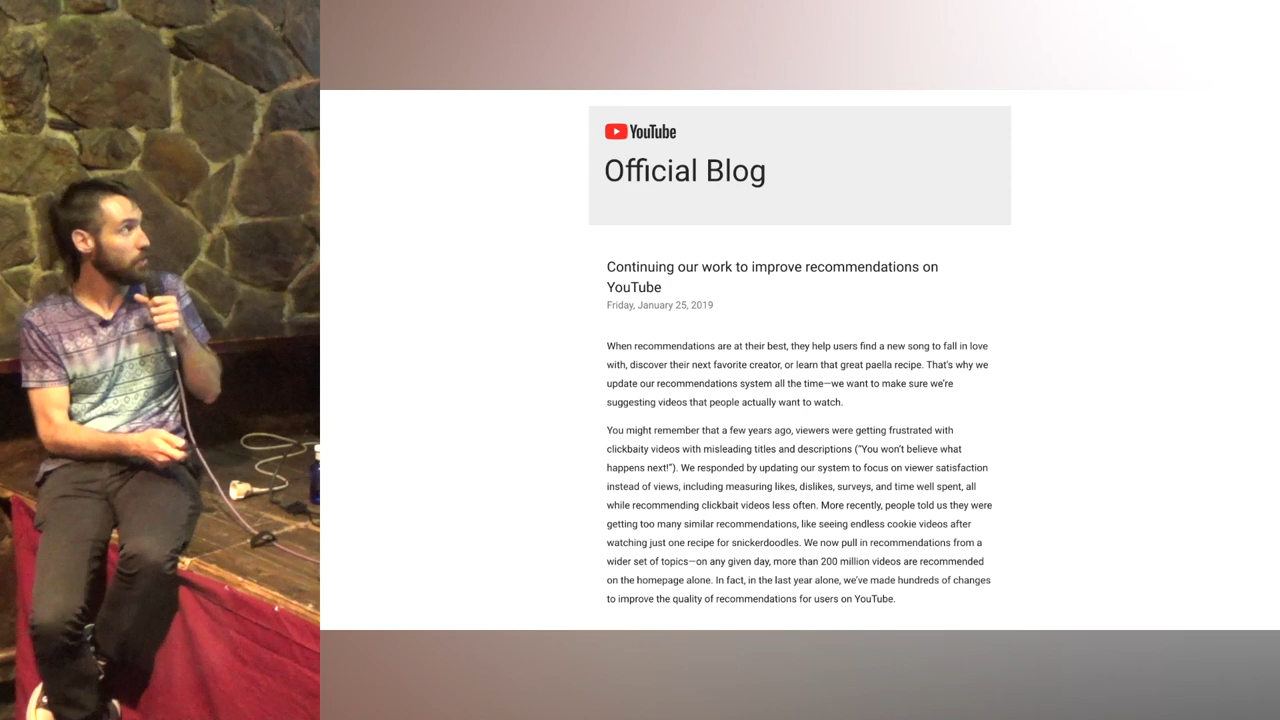 YouTube
Official Blog
Continuing our work to improve recommendations on
YouTube
Friday, January 25, 2019
When recommendations are at their best, they help users find a new song to fall in love
with, discover their next favorite creator, or learn that great paella recipe. That's why we
update our recommendations system all the time—we want to make sure we're
suggesting videos that people actually want to watch.
You might remember that a few years ago, viewers were getting frustrated with
clickbaity videos with misleading titles and descriptions ("You won't believe what
happens next!"). We responded by updating our system to focus on viewer satisfaction
instead of views, including measuring likes, dislikes, surveys, and time well spent, all
while recommending clickbait videos less often. More recently, people told us they were
getting too many similar recommendations, like seeing endless cookie videos after
watching just one recipe for snickerdoodles. We now pull in recommendations from a
wider set of topics—on any given day, more than 200 million videos are recommended
on the homepage alone. In fact, in the last year alone, we've made hundreds of changes
to improve the quality of recommendations for users on YouTube.